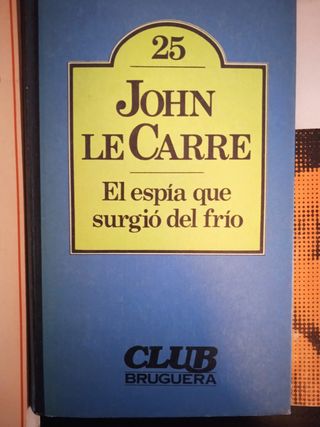 25
JOHN
LE CARRE
El espía que
surgió del frío
CLUB
BRUGUERA